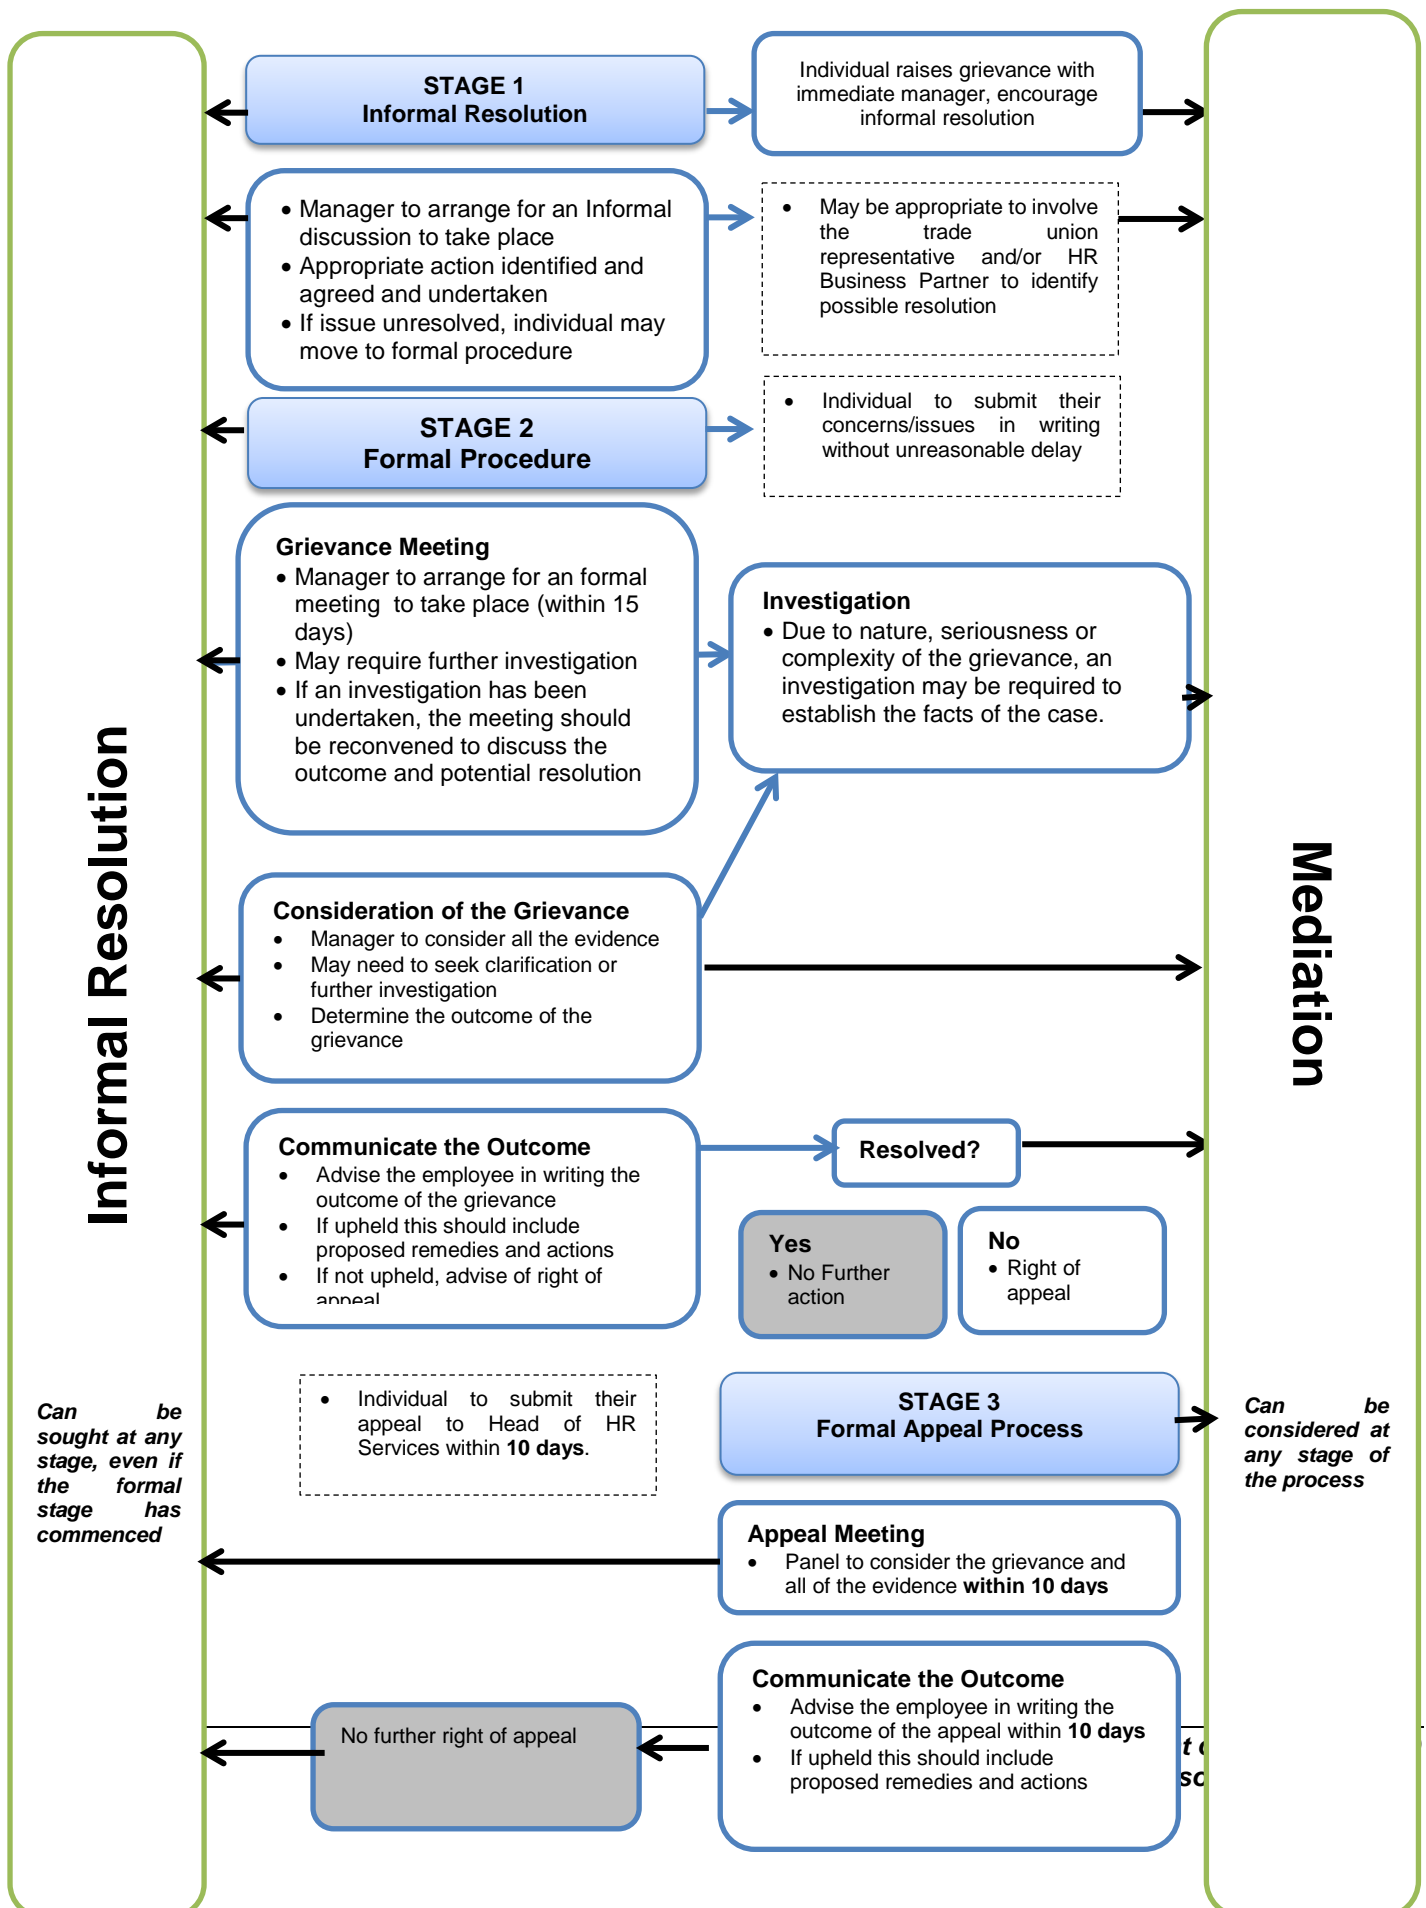 STAGE 1
Informal Resolution
Individual raises grievance with
immediate manager, encourage
informal resolution
• Manager to arrange for an Informal
discussion to take place
• Appropriate action identified and
agreed and undertaken
• If issue unresolved, individual may
move to formal procedure
• May be appropriate to involve
the trade union
representative and/or HR
Business Partner to identify
possible resolution
STAGE 2
Formal Procedure
• Individual to submit their
concerns/issues in writing
without unreasonable delay
Grievance Meeting
• Manager to arrange for an formal
meeting to take place (within 15
days)
• May require further investigation
• If an investigation has been
undertaken, the meeting should
be reconvened to discuss the
outcome and potential resolution
Investigation
• Due to nature, seriousness or
complexity of the grievance, an
investigation may be required to
establish the facts of the case.
Informal Resolution
Mediation
Consideration of the Grievance
• Manager to consider all the evidence
• May need to seek clarification or
further investigation
• Determine the outcome of the
grievance
Communicate the Outcome
• Advise the employee in writing the
outcome of the grievance
• If upheld this should include
proposed remedies and actions
• If not upheld, advise of right of
appeal
Resolved?
Yes
• No Further
action
No
• Right of
appeal
Can be
sought at any
stage, even if
the formal
stage has
commenced
• Individual to submit their
appeal to Head of HR
Services within 10 days.
STAGE 3
Formal Appeal Process
Can be
considered at
any stage of
the process
Appeal Meeting
• Panel to consider the grievance and
all of the evidence within 10 days
Communicate the Outcome
• Advise the employee in writing the
outcome of the appeal within 10 days
• If upheld this should include
proposed remedies and actions
No further right of appeal